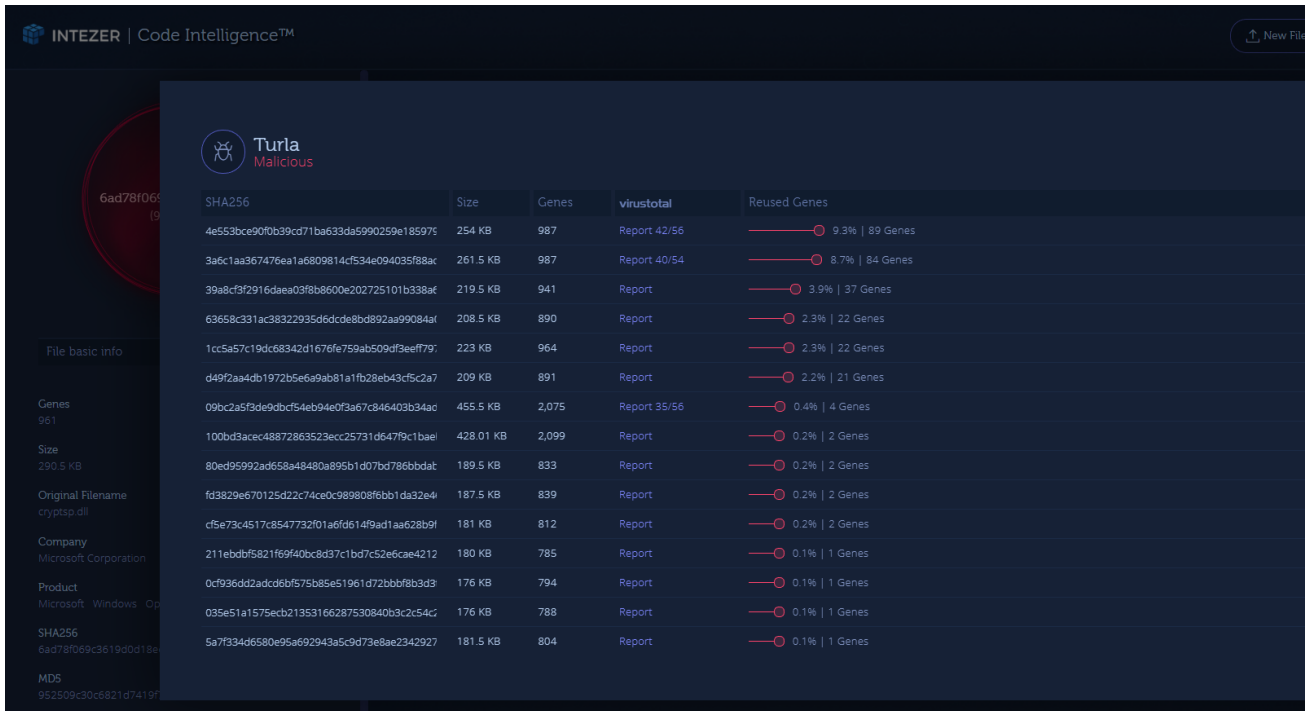 INTEZER | Code Intelligence™
New File
6ad78f069
(9
Turla
Malicious
SHA256 Size Genes virustotal Reused Genes
4e553bce90f0b39cd71ba633da5990259e185979 254 KB 987 Report 42/56 9.3% | 89 Genes
3a6c1aa367476ea1a6809814cf534e094035f88ac 261.5 KB 987 Report 40/54 8.7% | 84 Genes
39a8cf3f2916daea03f8b8600e202725101b338a6 219.5 KB 941 Report 3.9% | 37 Genes
63658c331ac38322935d6dcde8bd892aa99084a( 208.5 KB 890 Report 2.3% | 22 Genes
1cc5a57c19dc68342d1676fe759ab509df3eeff797 223 KB 964 Report 2.3% | 22 Genes
d49f2aa4db1972b5e6a9ab81a1fb28eb43cf5c2a7 209 KB 891 Report 2.2% | 21 Genes
09bc2a5f3de9dbcf54eb94e0f3a67c846403b34ad 455.5 KB 2,075 Report 35/56 0.4% | 4 Genes
100bd3acec48872863523ecc25731d647f9c1bae 428.01 KB 2,099 Report 0.2% | 2 Genes
80ed95992ad658a48480a895b1d07bd786bbdab 189.5 KB 833 Report 0.2% | 2 Genes
fd3829e670125d22c74ce0c989808f6bb1da32e4 187.5 KB 839 Report 0.2% | 2 Genes
cf5e73c4517c8547732f01a6fd614f9ad1aa628b9f 181 KB 812 Report 0.2% | 2 Genes
211ebdbf5821f69f40bc8d37c1bd7c52e6cae4212 180 KB 785 Report 0.1% | 1 Genes
0cf936dd2adcd6bf575b85e51961d72bbbf8b3d3 176 KB 794 Report 0.1% | 1 Genes
035e51a1575ecb21353166287530840b3c2c54c2 176 KB 788 Report 0.1% | 1 Genes
5a7f334d6580e95a692943a5c9d73e8ae2342927 181.5 KB 804 Report 0.1% | 1 Genes
File basic info
Genes
961
Size
290.5 KB
Original Filename
cryptsp.dll
Company
Microsoft Corporation
Product
Microsoft Windows Op
SHA256
6ad78f069c3619d0d18e
MD5
952509c30c6821d7419f